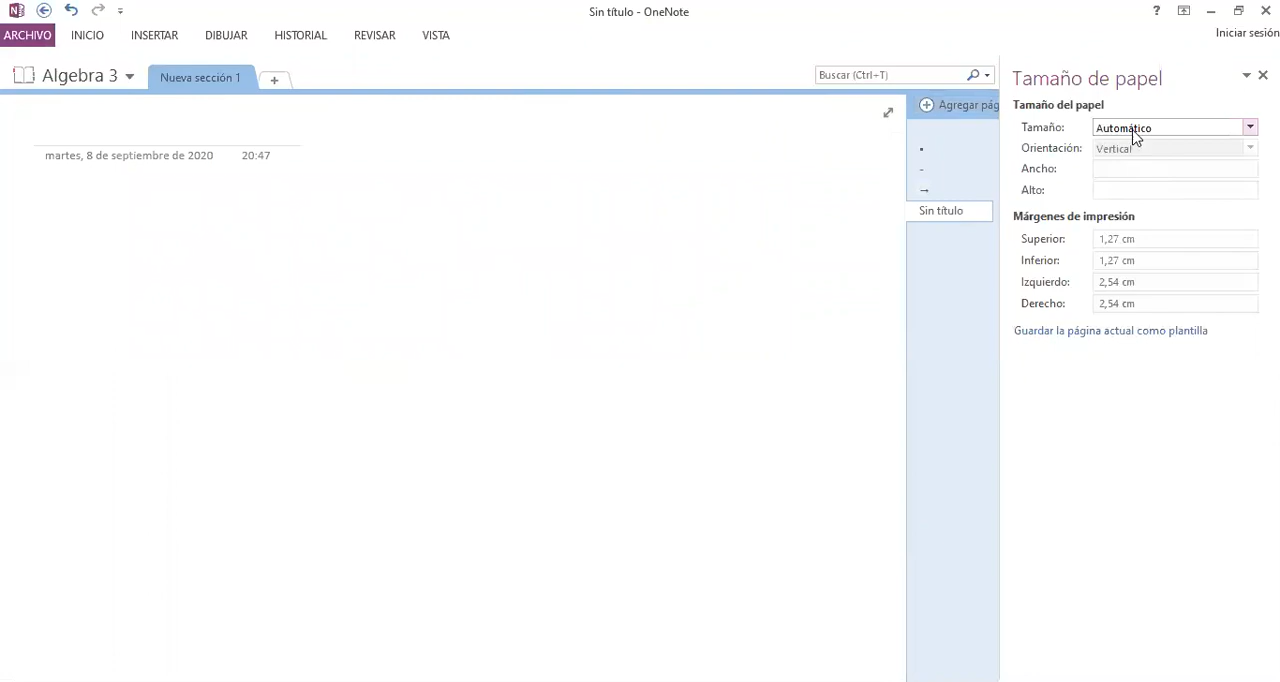 Sin título - OneNote
?
ARCHIVO INICIO INSERTAR DIBUJAR HISTORIAL REVISAR VISTA
Iniciar sesión
Algebra 3
Nueva sección 1
+
Buscar (Ctrl+T)
Agregar pág
martes, 8 de septiembre de 2020 20:47
.
-
→
Sin título
Tamaño de papel
Tamaño del papel
Tamaño: Automático
Orientación: Vertical
Ancho:
Alto:
Márgenes de impresión
Superior: 1,27 cm
Inferior: 1,27 cm
Izquierdo: 2,54 cm
Derecho: 2,54 cm
Guardar la página actual como plantilla